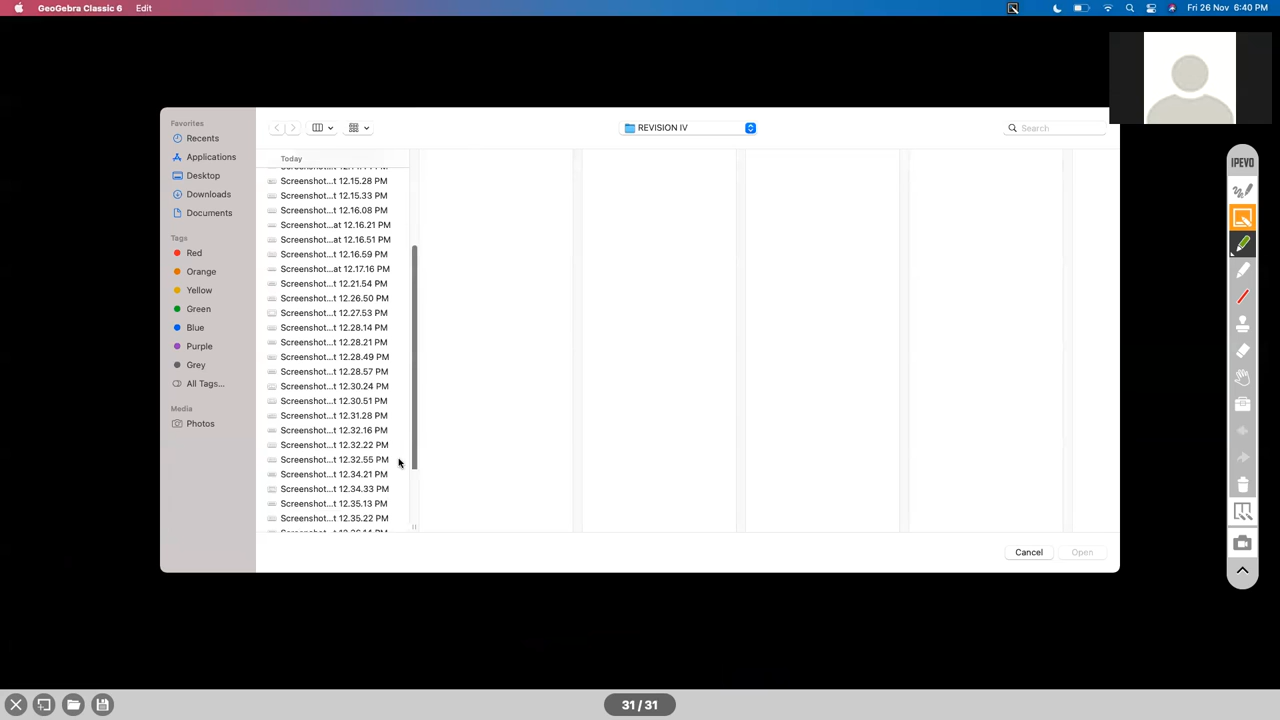 GeoGebra Classic 6 Edit Fri 26 Nov 6:40 PM
Favorites
Recents
Applications
Desktop
Downloads
Documents
Tags
Red
Orange
Yellow
Green
Blue
Purple
Grey
All Tags...
Media
Photos
REVISION IV
Search
Today
Screenshot...t 12.15.28 PM
Screenshot...t 12.15.33 PM
Screenshot...t 12.16.08 PM
Screenshot...at 12.16.21 PM
Screenshot...at 12.16.51 PM
Screenshot...t 12.16.59 PM
Screenshot...at 12.17.16 PM
Screenshot...t 12.21.54 PM
Screenshot...t 12.26.50 PM
Screenshot...t 12.27.53 PM
Screenshot...t 12.28.14 PM
Screenshot...t 12.28.21 PM
Screenshot...t 12.28.49 PM
Screenshot...t 12.28.57 PM
Screenshot...t 12.30.24 PM
Screenshot...t 12.30.51 PM
Screenshot...t 12.31.28 PM
Screenshot...t 12.32.16 PM
Screenshot...t 12.32.22 PM
Screenshot...t 12.32.55 PM
Screenshot...t 12.34.21 PM
Screenshot...t 12.34.33 PM
Screenshot...t 12.35.13 PM
Screenshot...t 12.35.22 PM
Cancel Open
IPEVO
31 / 31